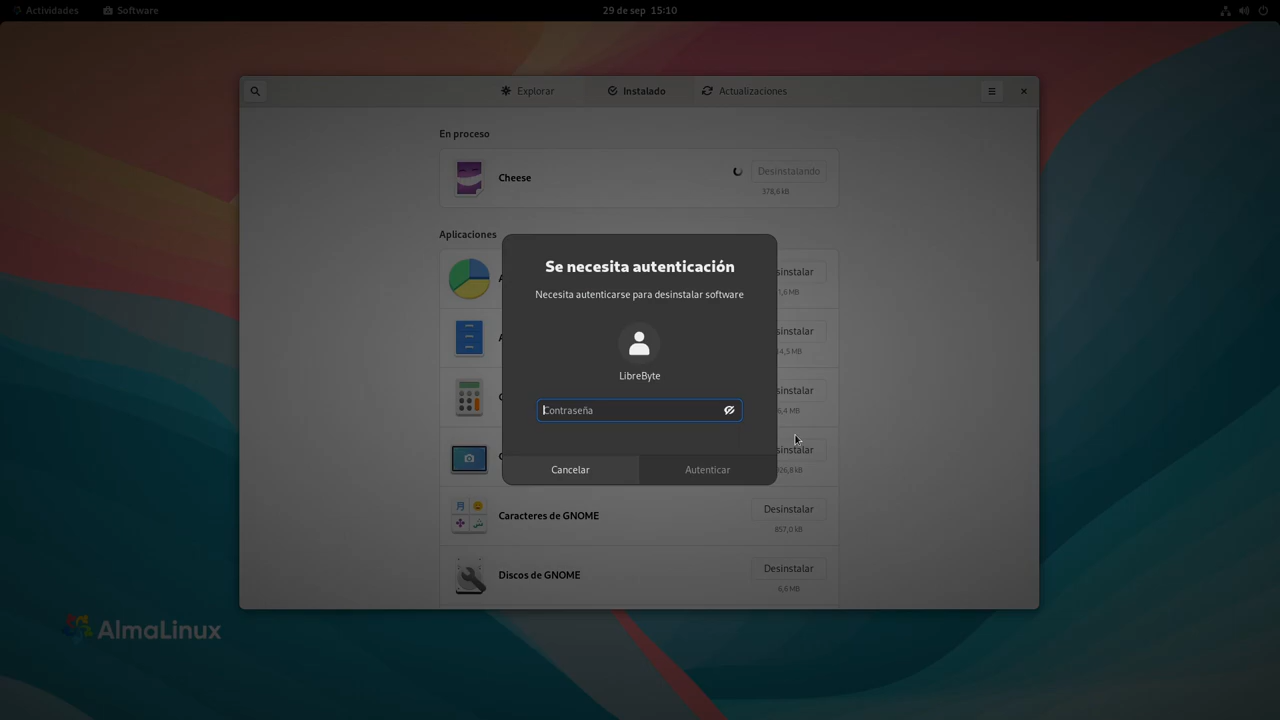 Actividades Software 29 de sep 15:10
Explorar Instalado Actualizaciones
En proceso
Cheese Desinstalando
378,6 kB
Aplicaciones
Se necesita autenticación
Necesita autenticarse para desinstalar software
LibreByte
Contraseña
Cancelar Autenticar
Caracteres de GNOME Desinstalar
857,0 kB
Discos de GNOME Desinstalar
6,6 MB
AlmaLinux